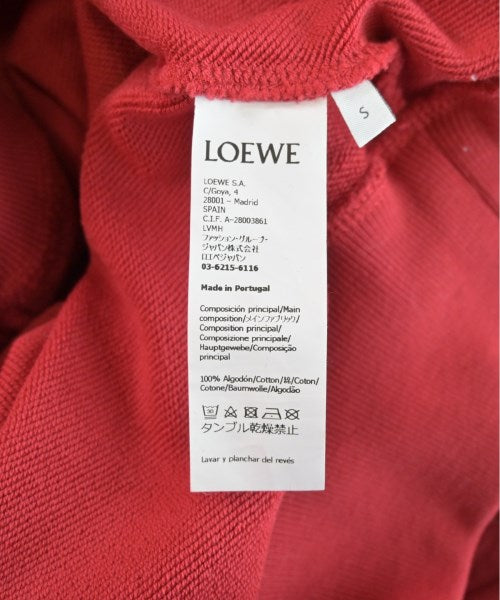 S
LOEWE
LOEWE S.A.
C/Goya, 4
28001 - Madrid
SPAIN
C.I.F. A-28003861
LVMH
ファッション・グループ・
ジャパン株式会社
ロエベジャパン
03-6215-6116
Made in Portugal
Composición principal/Main
composition/メインファブリック/
Composition principal/
Composizione principale/
Hauptgewebe/Composição
principal
100% Algodón/Cotton/綿/Coton/
Cotone/Baumwolle/Algodão
30
タンブル乾燥禁止
Lavar y planchar del revés